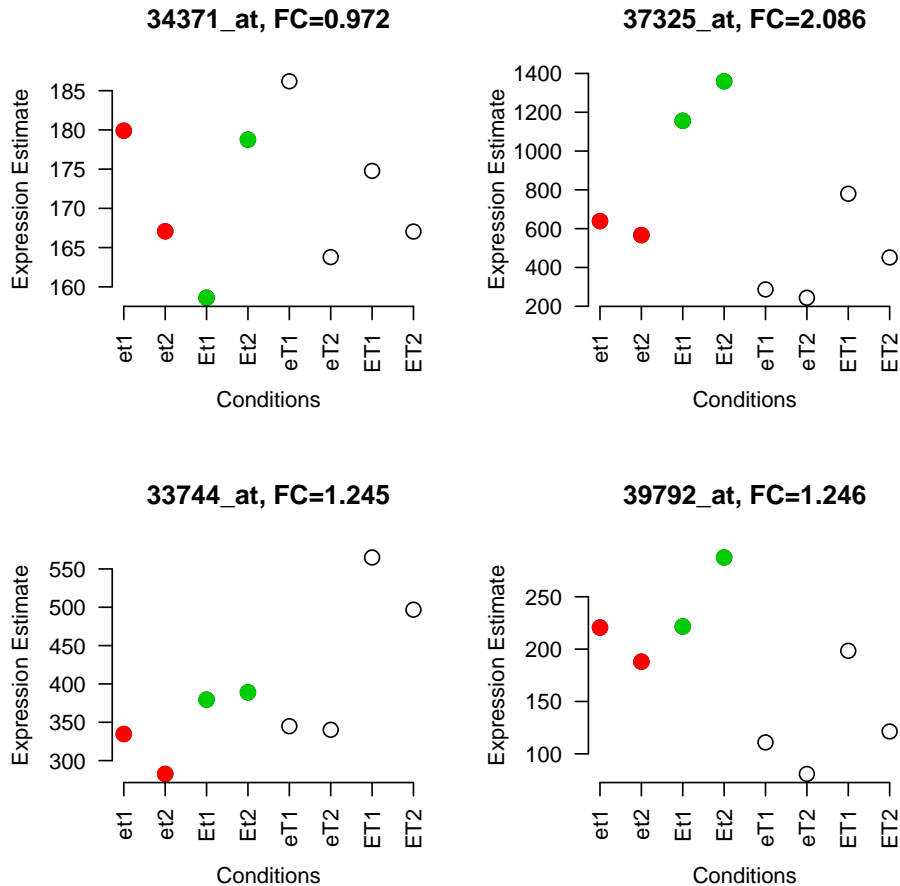 34371_at, FC=0.972
Expression Estimate
185
180
175
170
165
160
et1
et2
Et1
Et2
eT1
eT2
ET1
ET2
Conditions
37325_at, FC=2.086
Expression Estimate
1400
1200
1000
800
600
400
200
et1
et2
Et1
Et2
eT1
eT2
ET1
ET2
Conditions
33744_at, FC=1.245
Expression Estimate
550
500
450
400
350
300
et1
et2
Et1
Et2
eT1
eT2
ET1
ET2
Conditions
39792_at, FC=1.246
Expression Estimate
250
200
150
100
et1
et2
Et1
Et2
eT1
eT2
ET1
ET2
Conditions